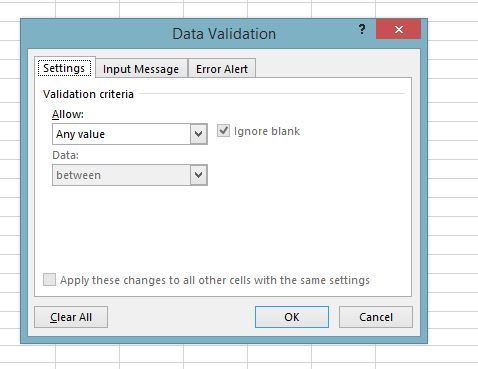 Data Validation
?
Settings Input Message Error Alert
Validation criteria
Allow:
Any value Ignore blank
Data:
between
Apply these changes to all other cells with the same settings
Clear All OK Cancel